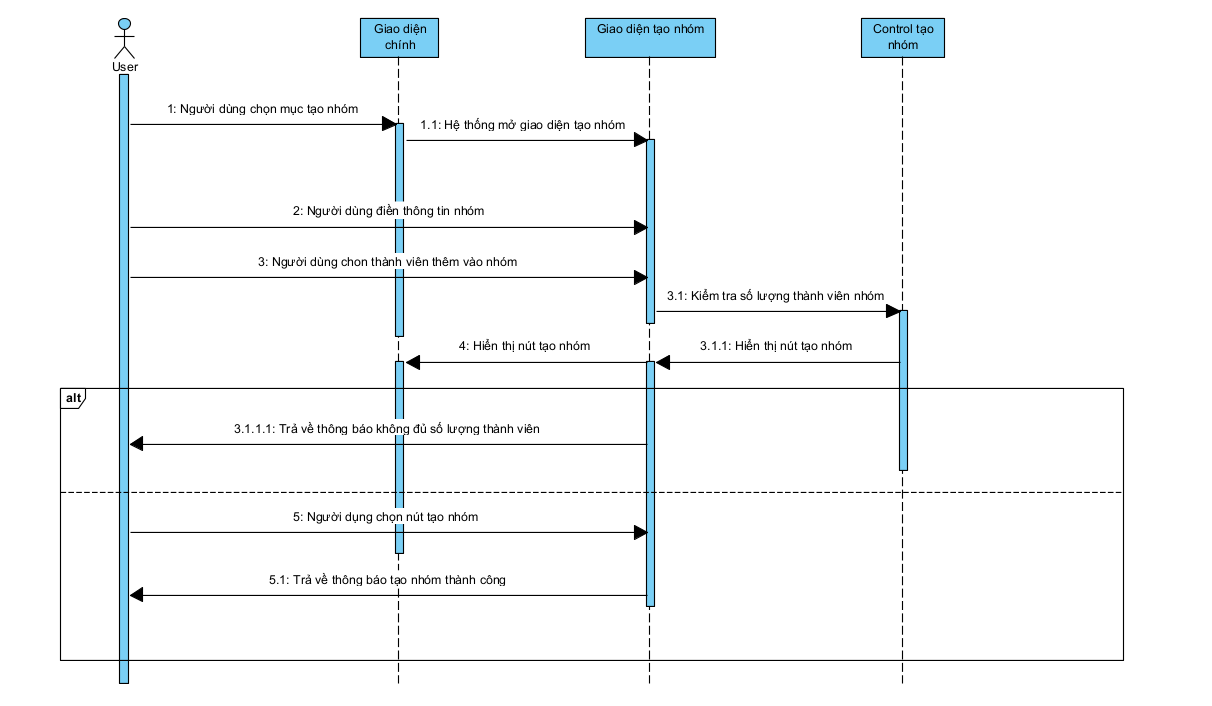 User
Giao diện
chính
Giao diện tạo nhóm
Control tạo
nhóm
1: Người dùng chọn mục tạo nhóm
1.1: Hệ thống mở giao diện tạo nhóm
2: Người dùng điền thông tin nhóm
3: Người dùng chon thành viên thêm vào nhóm
3.1: Kiểm tra số lượng thành viên nhóm
4: Hiển thị nút tạo nhóm
3.1.1: Hiển thị nút tạo nhóm
alt
3.1.1.1: Trả về thông báo không đủ số lượng thành viên
5: Người dụng chọn nút tạo nhóm
5.1: Trả về thông báo tạo nhóm thành công